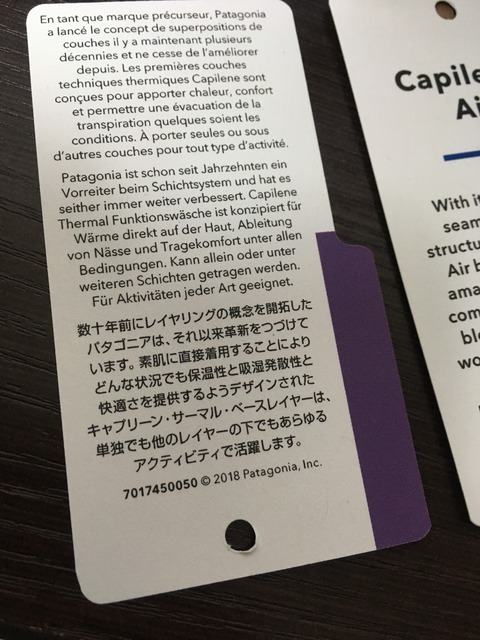 En tant que marque précurseur, Patagonia
a lancé le concept de superpositions de
couches il y a maintenant plusieurs
décennies et ne cesse de l'améliorer
depuis. Les premières couches
techniques thermiques Capilene sont
conçues pour apporter chaleur, confort
et permettre une évacuation de la
transpiration quelques soient les
conditions. À porter seules ou sous
d'autres couches pour tout type d'activité.
Patagonia ist schon seit Jahrzehnten ein
Vorreiter beim Schichtsystem und hat es
seither immer weiter verbessert. Capilene
Thermal Funktionswäsche ist konzipiert für
Wärme direkt auf der Haut, Ableitung
von Nässe und Tragekomfort unter allen
Bedingungen. Kann allein oder unter
weiteren Schichten getragen werden.
Für Aktivitäten jeder Art geeignet.
数十年前にレイヤリングの概念を開拓した
パタゴニアは、それ以来革新をつづけて
います。素肌に直接着用することにより
どんな状況でも保温性と吸湿発散性と
快適さを提供するようデザインされた
キャプリーン・サーマル・ベースレイヤーは、
単独でも他のレイヤーの下でもあらゆる
アクティビティで活躍します。
7017450050 © 2018 Patagonia, Inc.
Capile
Ai
With it
seam
structu
Air b
ama
com
blo
wo